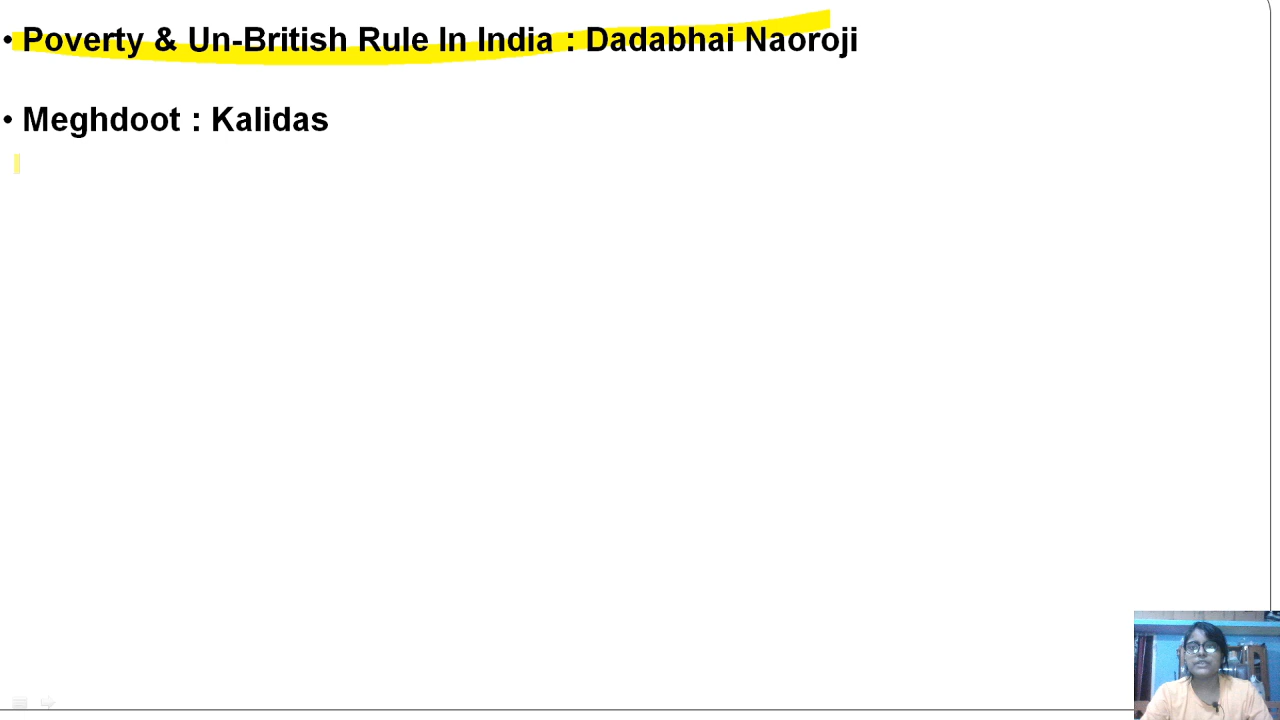 • Poverty & Un-British Rule In India : Dadabhai Naoroji
• Meghdoot : Kalidas